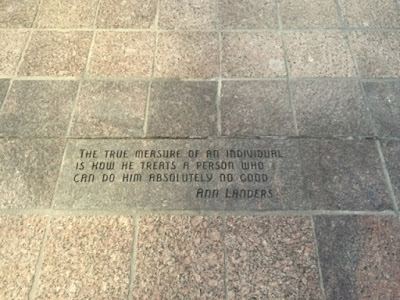 THE TRUE MEASURE OF AN INDIVIDUAL
IS HOW HE TREATS A PERSON WHO
CAN DO HIM ABSOLUTELY NO GOOD.
ANN LANDERS